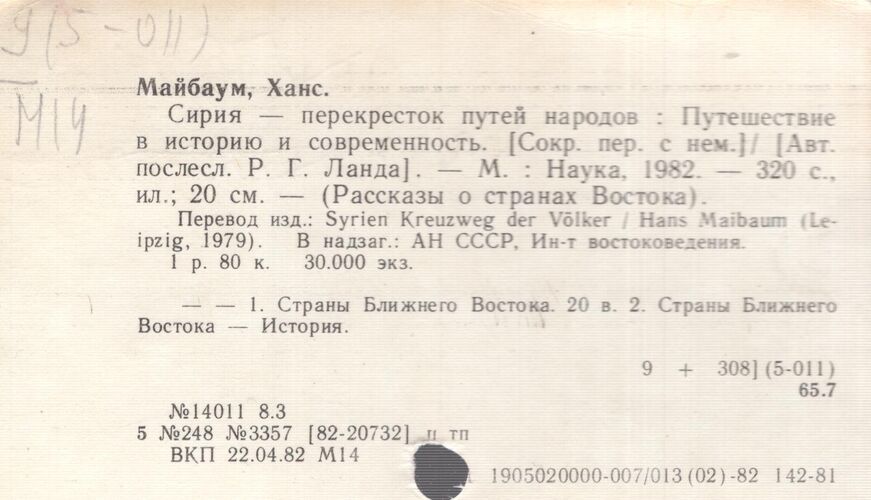 9(5-011)
М14
Майбаум, Ханс.
Сирия — перекресток путей народов : Путешествие
в историю и современность. [Сокр. пер. с нем.]/ [Авт.
послесл. Р. Г. Ланда]. — М. : Наука, 1982. — 320 с.,
ил.; 20 см. — (Рассказы о странах Востока).
Перевод изд.: Syrien Kreuzweg der Völker / Hans Maibaum (Le-
ipzig, 1979). В надзаг.: АН СССР, Ин-т востоковедения.
1 р. 80 к. 30.000 экз.
— — 1. Страны Ближнего Востока. 20 в. 2. Страны Ближнего
Востока — История.
9 + 308] (5-011)
65.7
№14011 8.3
5 №248 №3357 [82-20732] п тп
ВКП 22.04.82 М14
1905020000-007/013 (02)-82 142-81